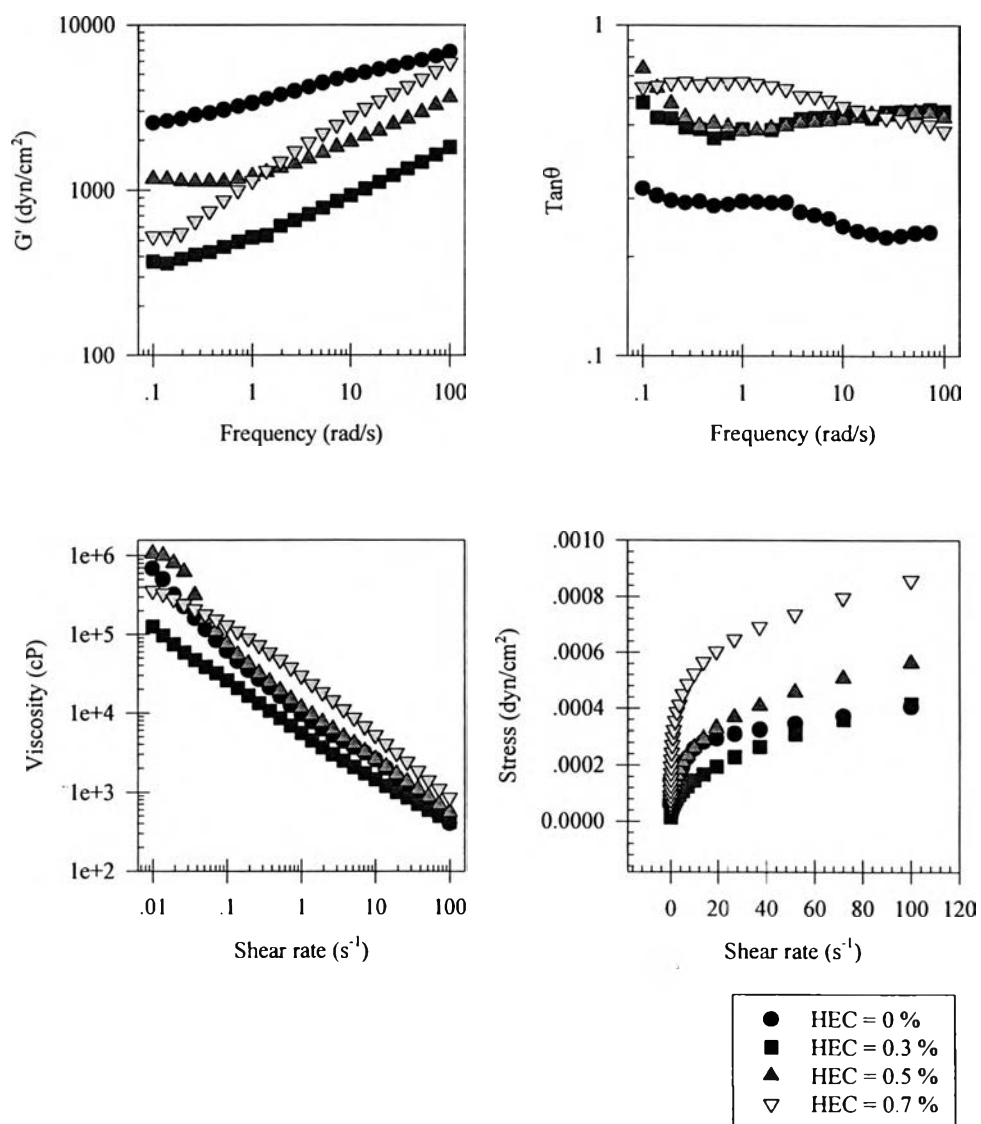 10000
1000
100
G' (dyn/cm²)
.1 1 10 100
Frequency (rad/s)
1
.1
Tanθ
.1 1 10 100
Frequency (rad/s)
1e+6
1e+5
1e+4
1e+3
1e+2
Viscosity (cP)
.01 .1 1 10 100
Shear rate (s⁻¹)
.0010
.0008
.0006
.0004
.0002
0.0000
Stress (dyn/cm²)
0 20 40 60 80 100 120
Shear rate (s⁻¹)
HEC = 0 %
HEC = 0.3 %
HEC = 0.5 %
HEC = 0.7 %